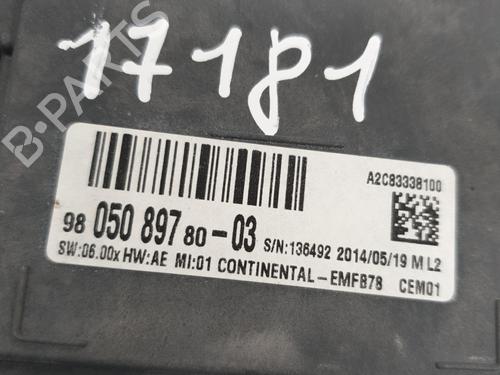 17181
B-PARTS
A2C83338100
98 050 897 80-03 S/N:136492 2014/05/19 M L2
SW:06.00x HW:AE MI:01 CONTINENTAL-EMFB78 CEM01